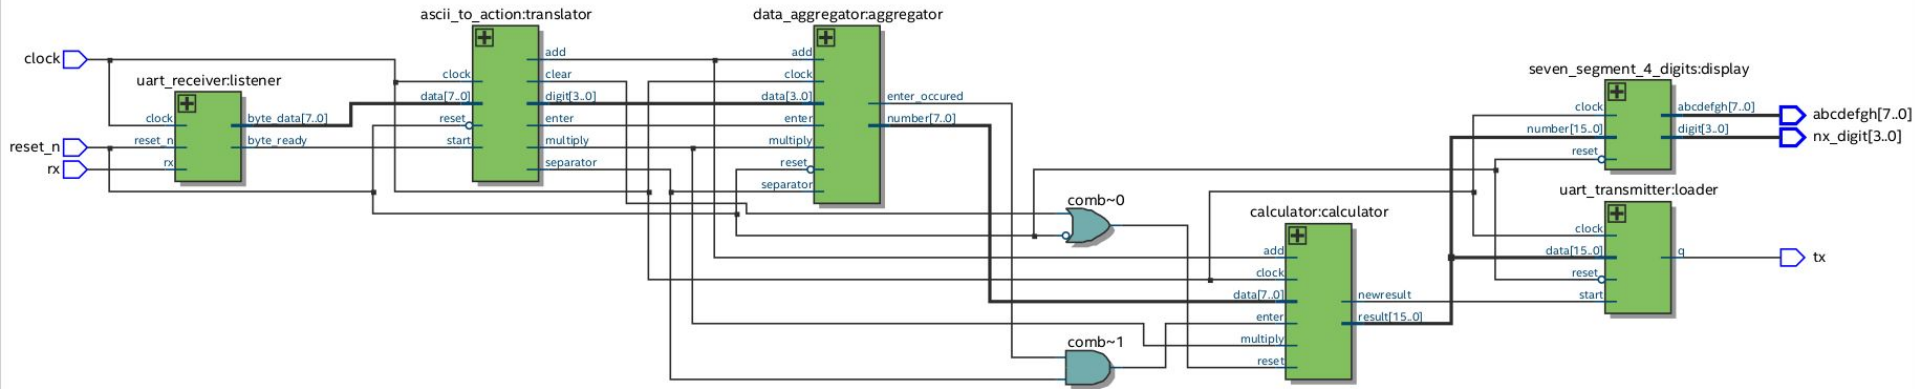 clock
reset_n
rx
uart_receiver:listener
clock
reset_n
rx
byte_data[7..0]
byte_ready
ascii_to_action:translator
clock
data[7..0]
reset
start
add
clear
digit[3..0]
enter
multiply
separator
data_aggregator:aggregator
add
clock
data[3..0]
enter
multiply
reset
separator
enter_occured
number[7..0]
comb~0
comb~1
calculator:calculator
add
clock
data[7..0]
enter
multiply
reset
newresult
result[15..0]
seven_segment_4_digits:display
clock
number[15..0]
reset
abcdefgh[7..0]
digit[3..0]
uart_transmitter:loader
clock
data[15..0]
reset
start
q
abcdefgh[7..0]
nx_digit[3..0]
tx